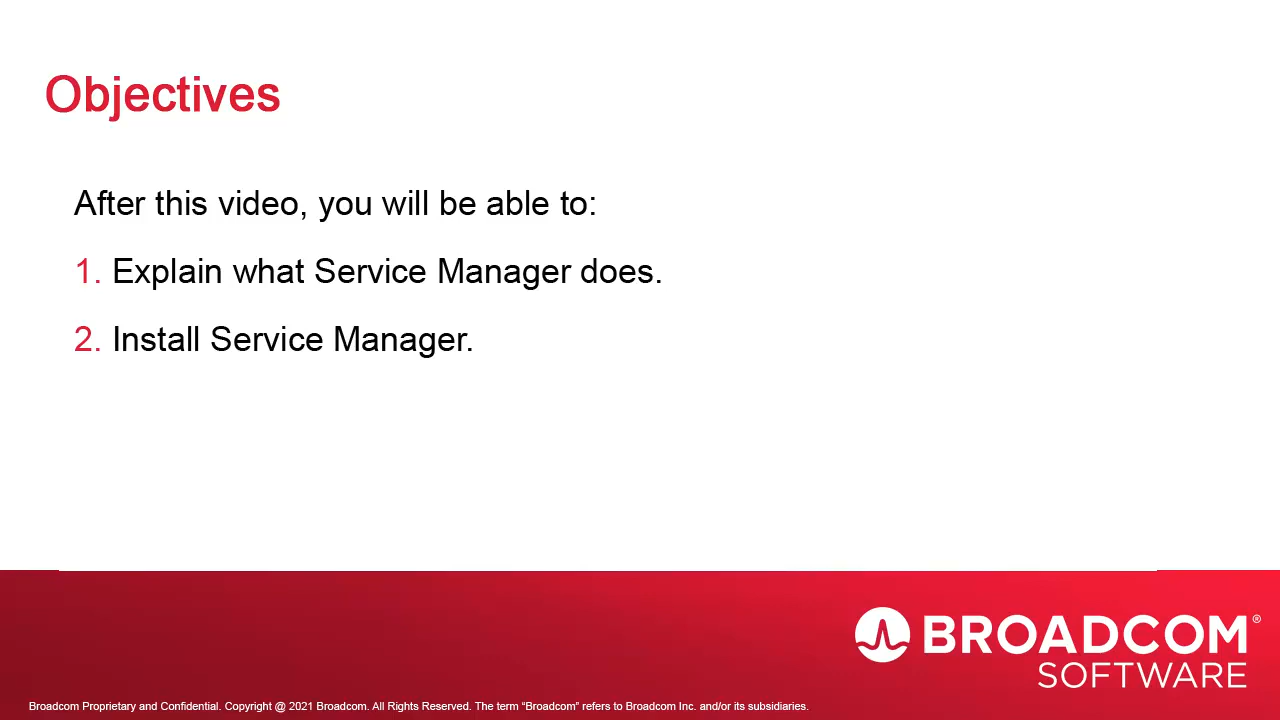 Objectives
After this video, you will be able to:
1. Explain what Service Manager does.
2. Install Service Manager.
BROADCOM®
SOFTWARE
Broadcom Proprietary and Confidential. Copyright @ 2021 Broadcom. All Rights Reserved. The term “Broadcom” refers to Broadcom Inc. and/or its subsidiaries.